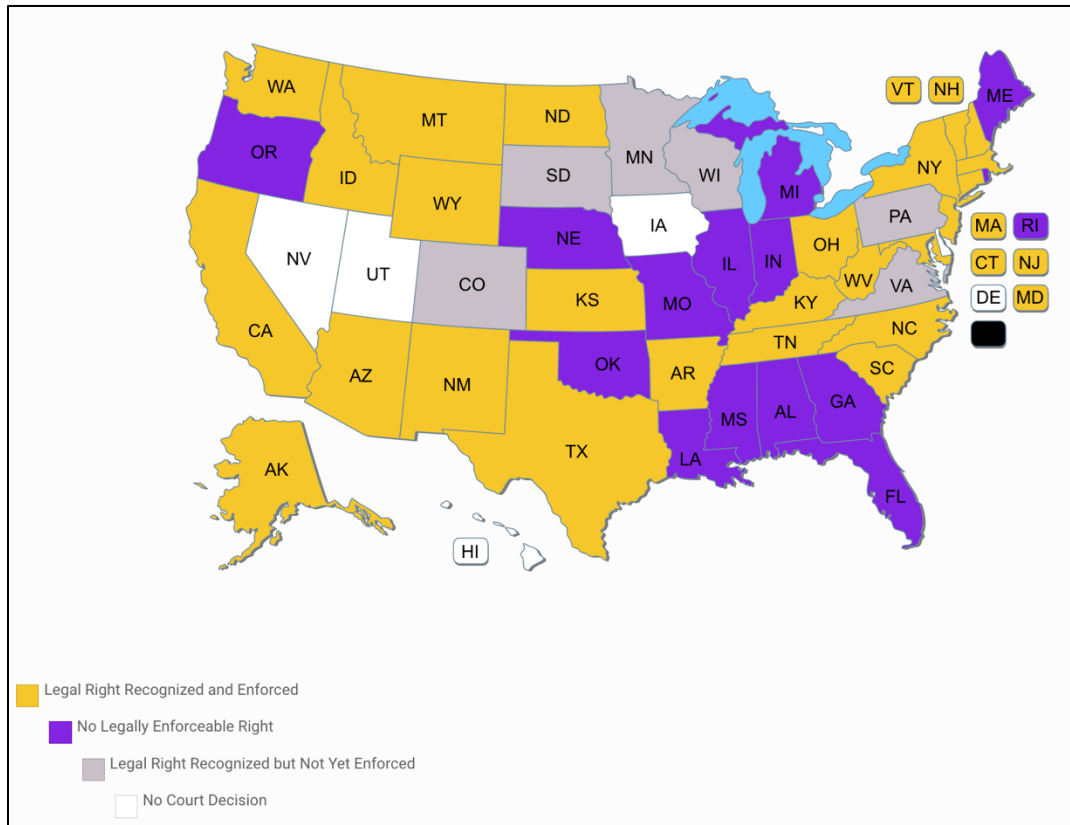 WA
MT
ND
VT
NH
ME
OR
ID
MN
NY
SD
WI
WY
MI
PA
NE
IA
MA
RI
NV
UT
CO
IL
IN
OH
CT
NJ
WV
VA
DE
MD
KS
MO
KY
CA
NC
TN
AZ
NM
OK
AR
SC
MS
AL
GA
TX
LA
AK
FL
HI
Legal Right Recognized and Enforced
No Legally Enforceable Right
Legal Right Recognized but Not Yet Enforced
No Court Decision